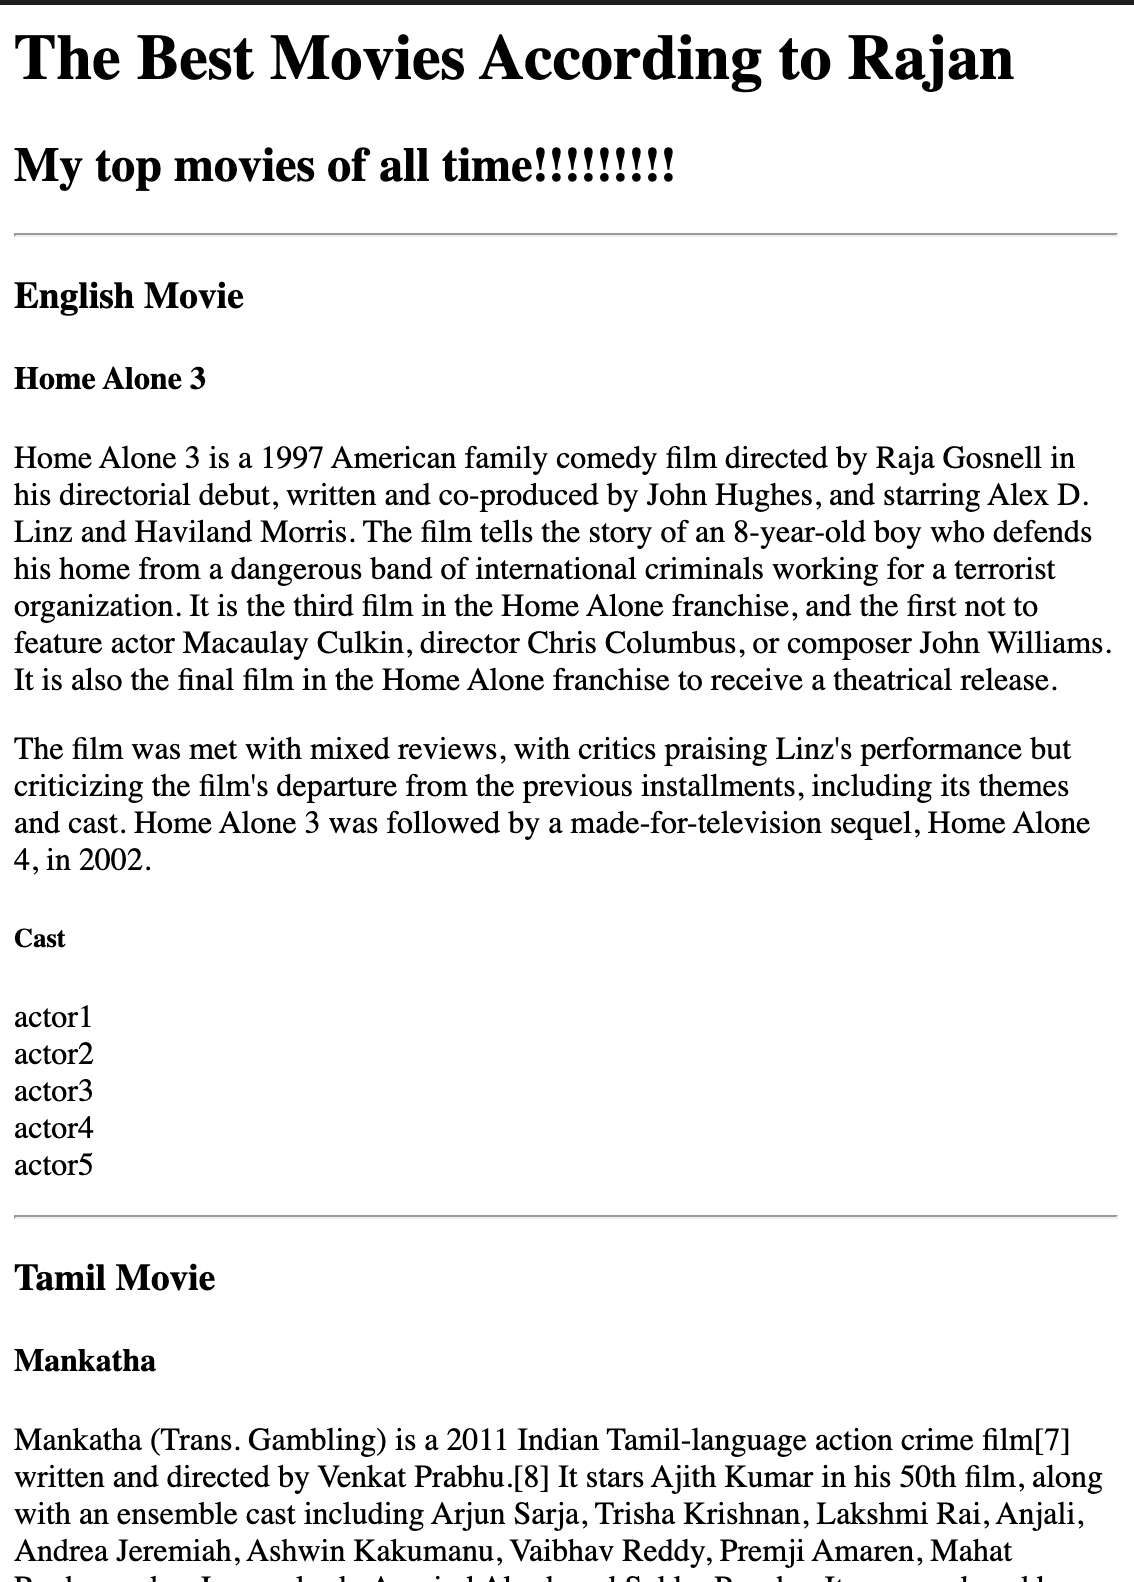 The Best Movies According to Rajan
My top movies of all time!!!!!!!!!
English Movie
Home Alone 3
Home Alone 3 is a 1997 American family comedy film directed by Raja Gosnell in
his directorial debut, written and co-produced by John Hughes, and starring Alex D.
Linz and Haviland Morris. The film tells the story of an 8-year-old boy who defends
his home from a dangerous band of international criminals working for a terrorist
organization. It is the third film in the Home Alone franchise, and the first not to
feature actor Macaulay Culkin, director Chris Columbus, or composer John Williams.
It is also the final film in the Home Alone franchise to receive a theatrical release.
The film was met with mixed reviews, with critics praising Linz's performance but
criticizing the film's departure from the previous installments, including its themes
and cast. Home Alone 3 was followed by a made-for-television sequel, Home Alone
4, in 2002.
Cast
actor1
actor2
actor3
actor4
actor5
Tamil Movie
Mankatha
Mankatha (Trans. Gambling) is a 2011 Indian Tamil-language action crime film[7]
written and directed by Venkat Prabhu.[8] It stars Ajith Kumar in his 50th film, along
with an ensemble cast including Arjun Sarja, Trisha Krishnan, Lakshmi Rai, Anjali,
Andrea Jeremiah, Ashwin Kakumanu, Vaibhav Reddy, Premji Amaren, Mahat